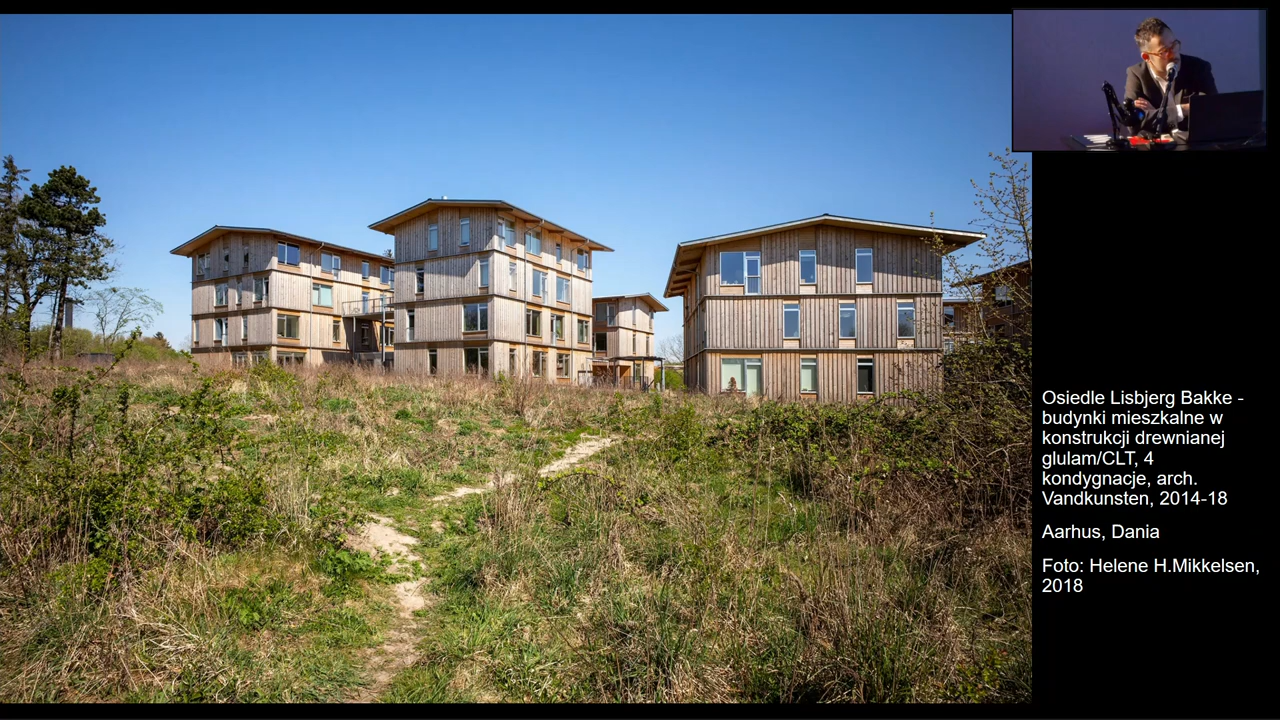 Osiedle Lisbjerg Bakke -
budynki mieszkalne w
konstrukcji drewnianej
glulam/CLT, 4
kondygnacje, arch.
Vandkunsten, 2014-18
Aarhus, Dania
Foto: Helene H.Mikkelsen,
2018